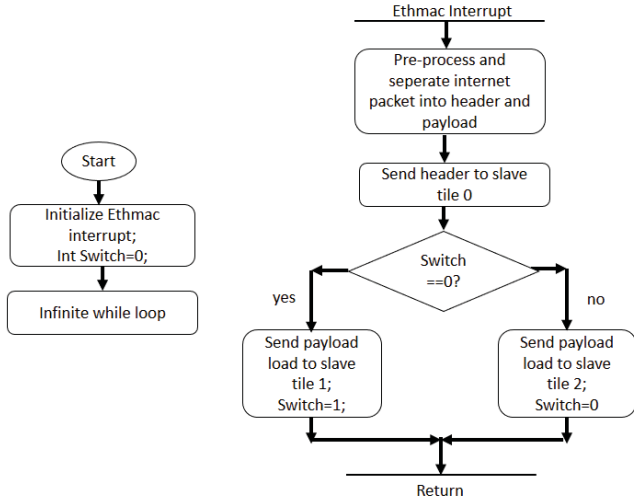 Ethmac Interrupt
Pre-process and
seperate internet
packet into header and
payload
Send header to slave
tile 0
Switch
==0?
yes
no
Send payload
load to slave
tile 1;
Switch=1;
Send payload
load to slave
tile 2;
Switch=0
Return
Start
Initialize Ethmac
interrupt;
Int Switch=0;
Infinite while loop